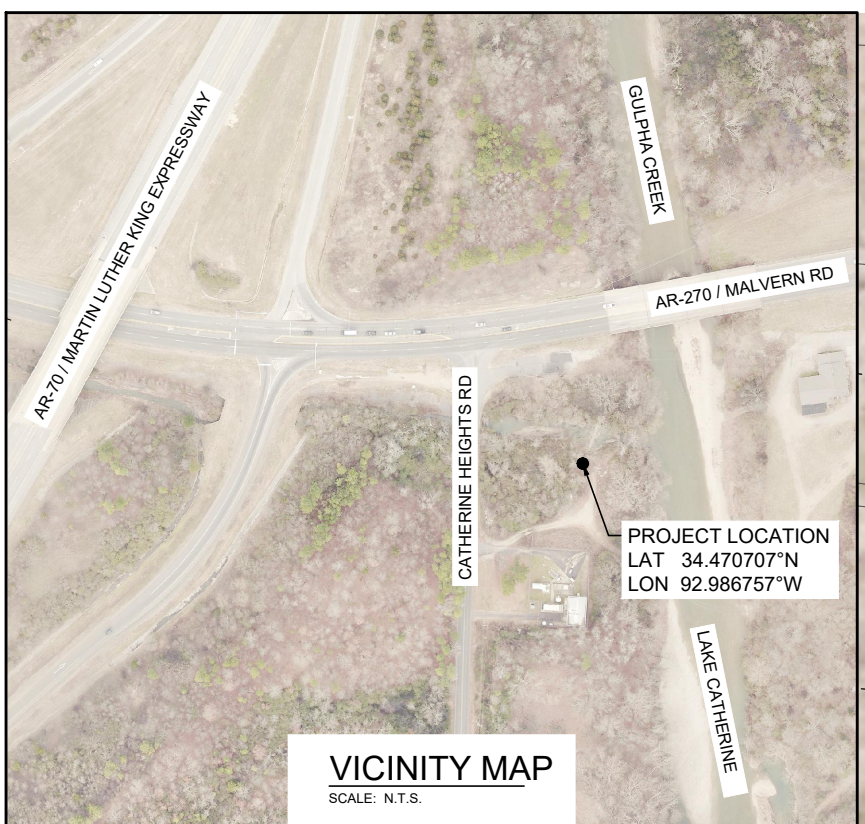 GULPHA CREEK
AR-70 / MARTIN LUTHER KING EXPRESSWAY
AR-270 / MALVERN RD
CATHERINE HEIGHTS RD
PROJECT LOCATION
LAT 34.470707°N
LON 92.986757°W
LAKE CATHERINE
VICINITY MAP
SCALE: N.T.S.